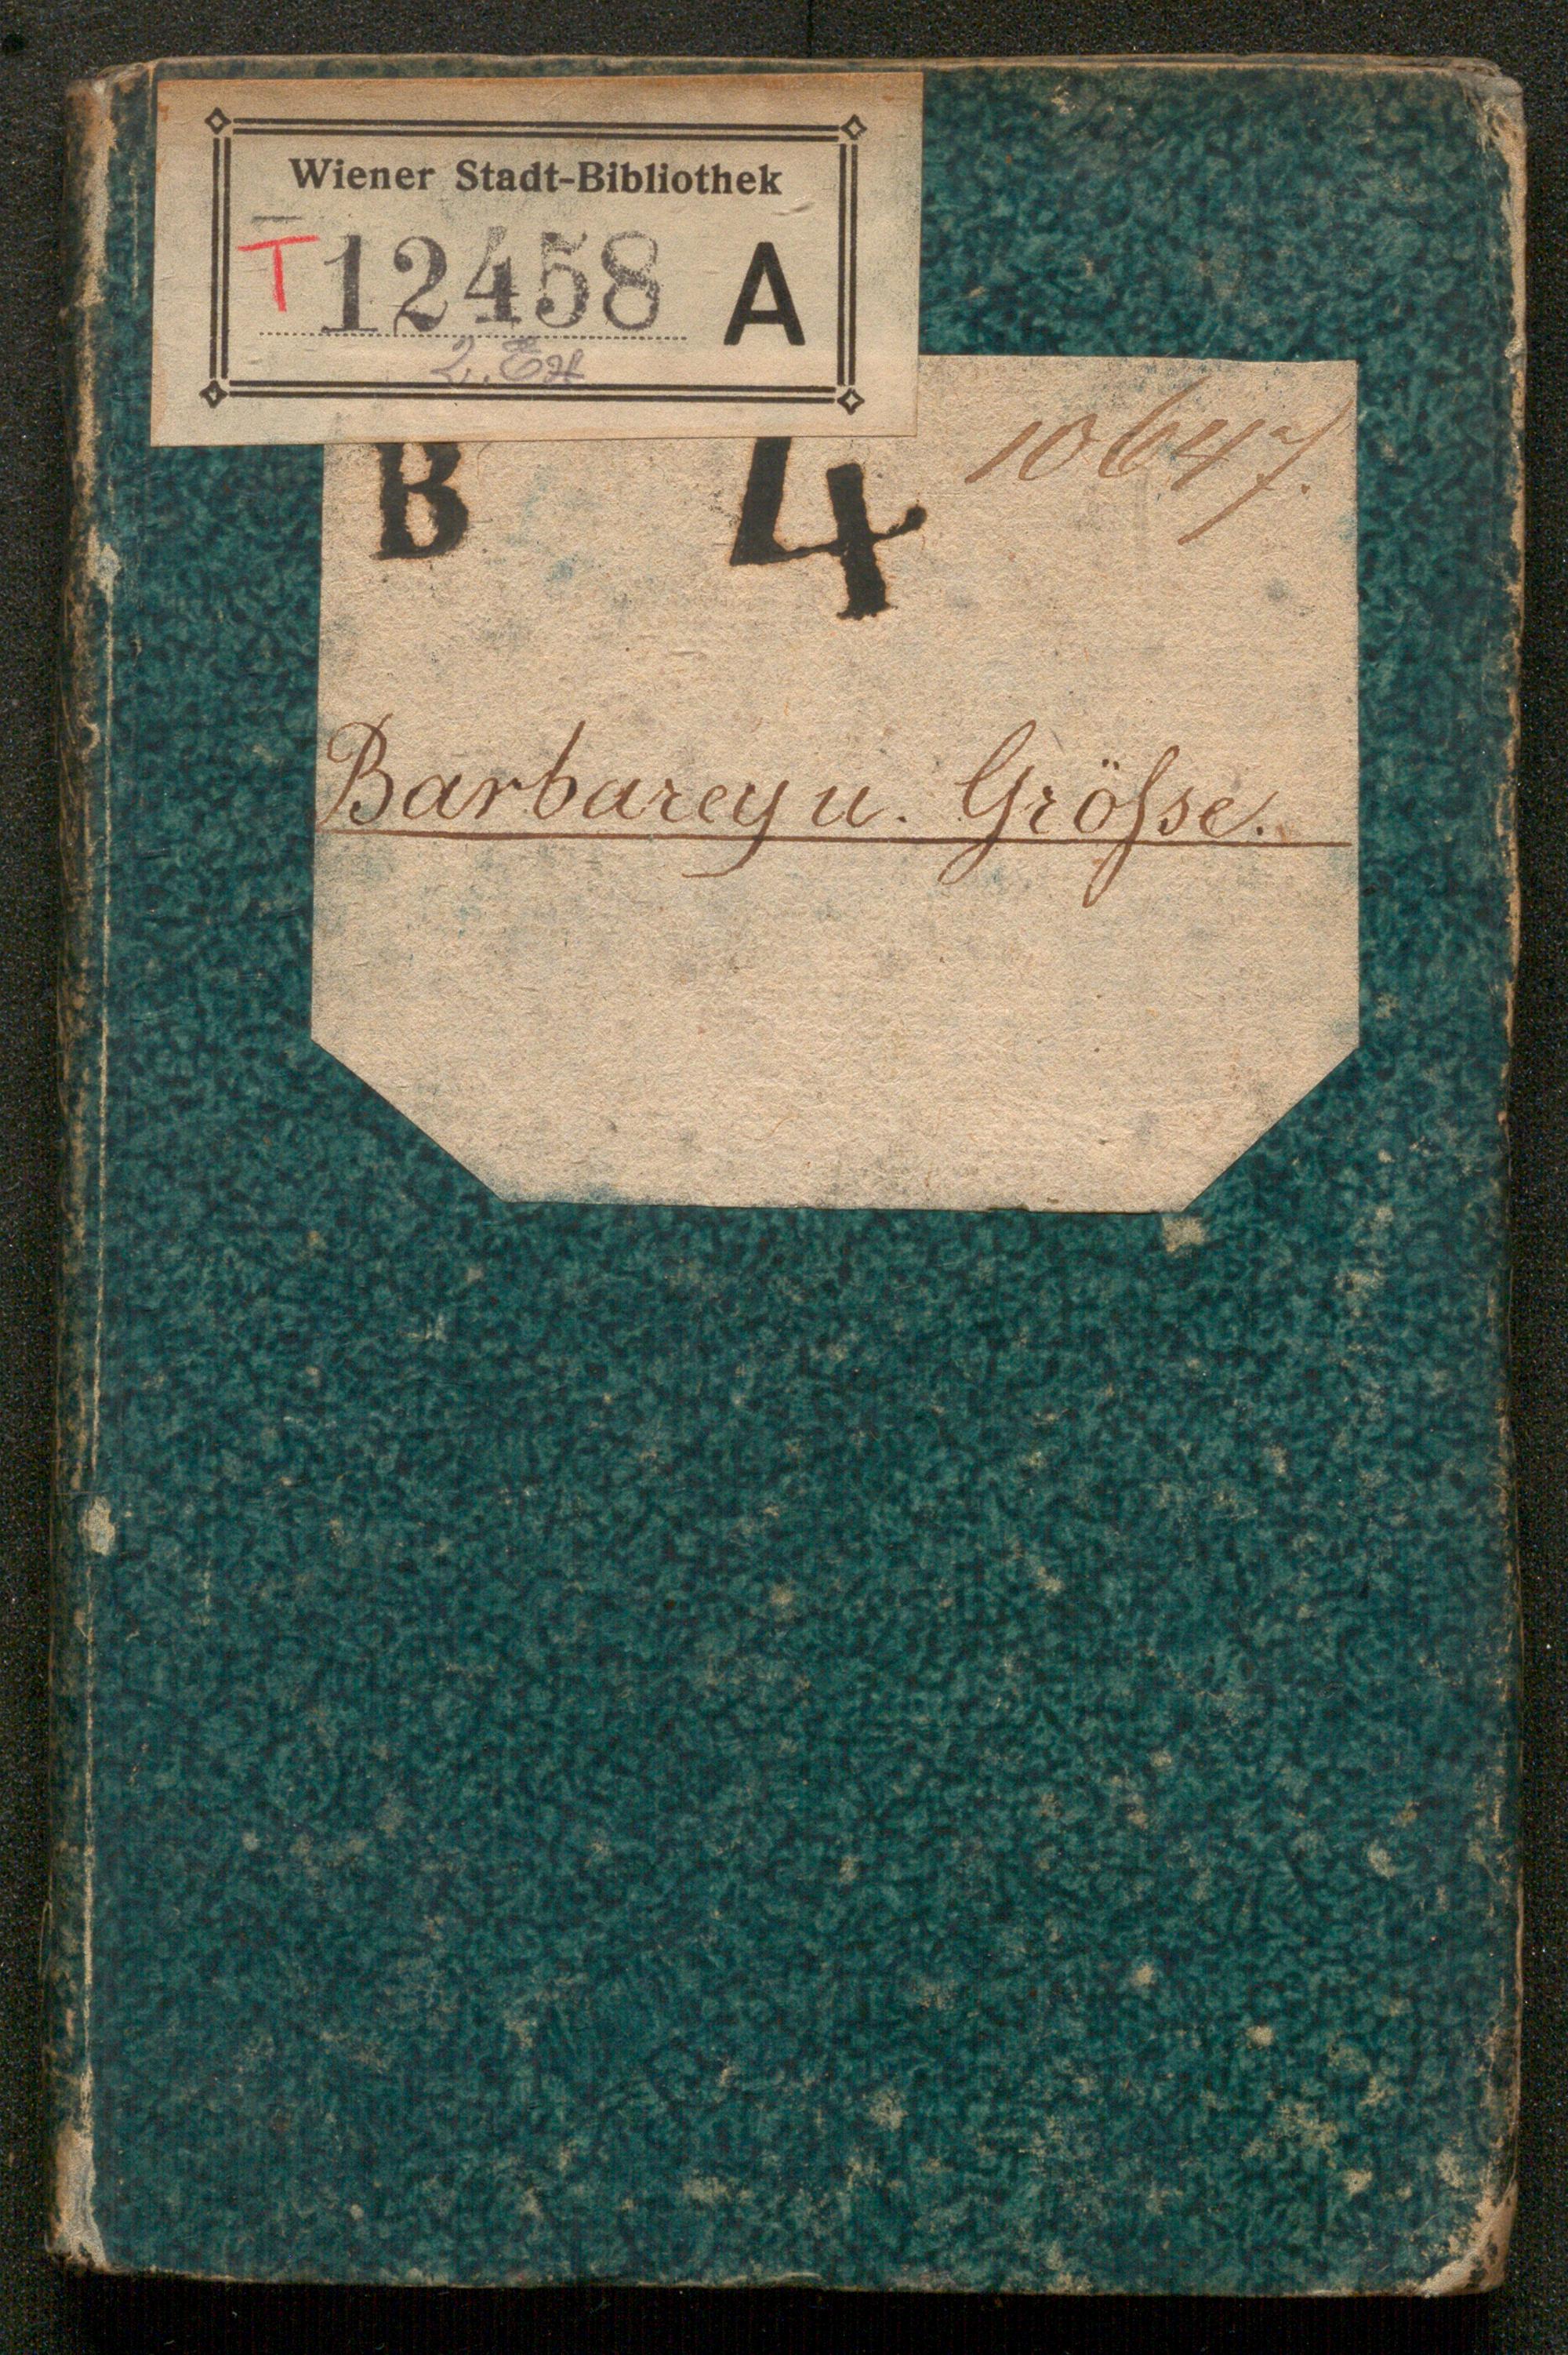 Wiener Stadt-Bibliothek
T 12458 A
2. Ex
B 4 10647.
Barbarey u. Gröſse.